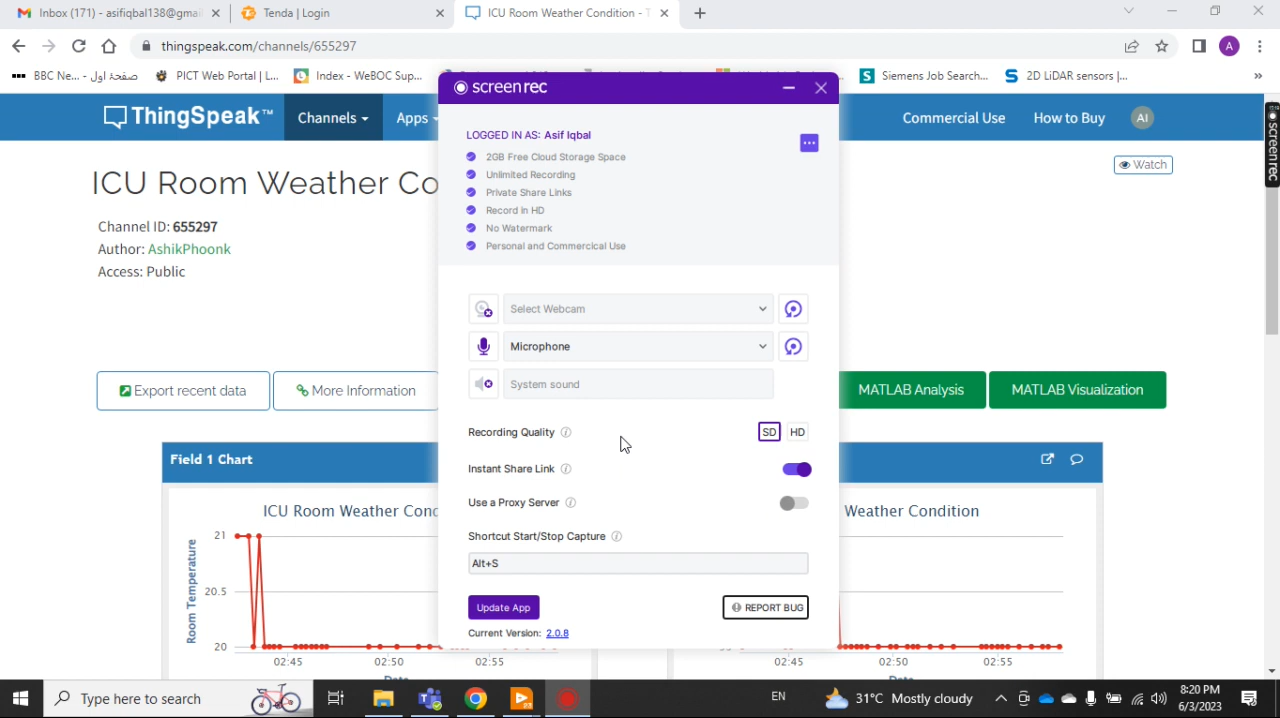 Inbox (171) - asifiqbal138@gmai
Tenda | Login
ICU Room Weather Condition - T
thingspeak.com/channels/655297
A
BBC Ne... - صفحۂ اول
PICT Web Portal | L...
Index - WeBOC Sup...
Siemens Job Search...
2D LiDAR sensors |...
ThingSpeak™
Channels
Apps
Commercial Use
How to Buy
AI
screenrec
screenrec
LOGGED IN AS: Asif Iqbal
2GB Free Cloud Storage Space
Unlimited Recording
Private Share Links
Record in HD
No Watermark
Personal and Commercical Use
Watch
ICU Room Weather Co
Channel ID: 655297
Author: AshikPhoonk
Access: Public
Select Webcam
Microphone
System sound
Export recent data
More Information
MATLAB Analysis
MATLAB Visualization
Recording Quality
SD
HD
Instant Share Link
Use a Proxy Server
Shortcut Start/Stop Capture
Alt+S
Update App
REPORT BUG
Current Version: 2.0.8
Field 1 Chart
ICU Room Weather Conc
Weather Condition
Room Temperature
21
20.5
20
02:45
02:50
02:55
Date
02:45
02:50
02:55
Date
Type here to search
EN
31°C Mostly cloudy
8:20 PM
6/3/2023